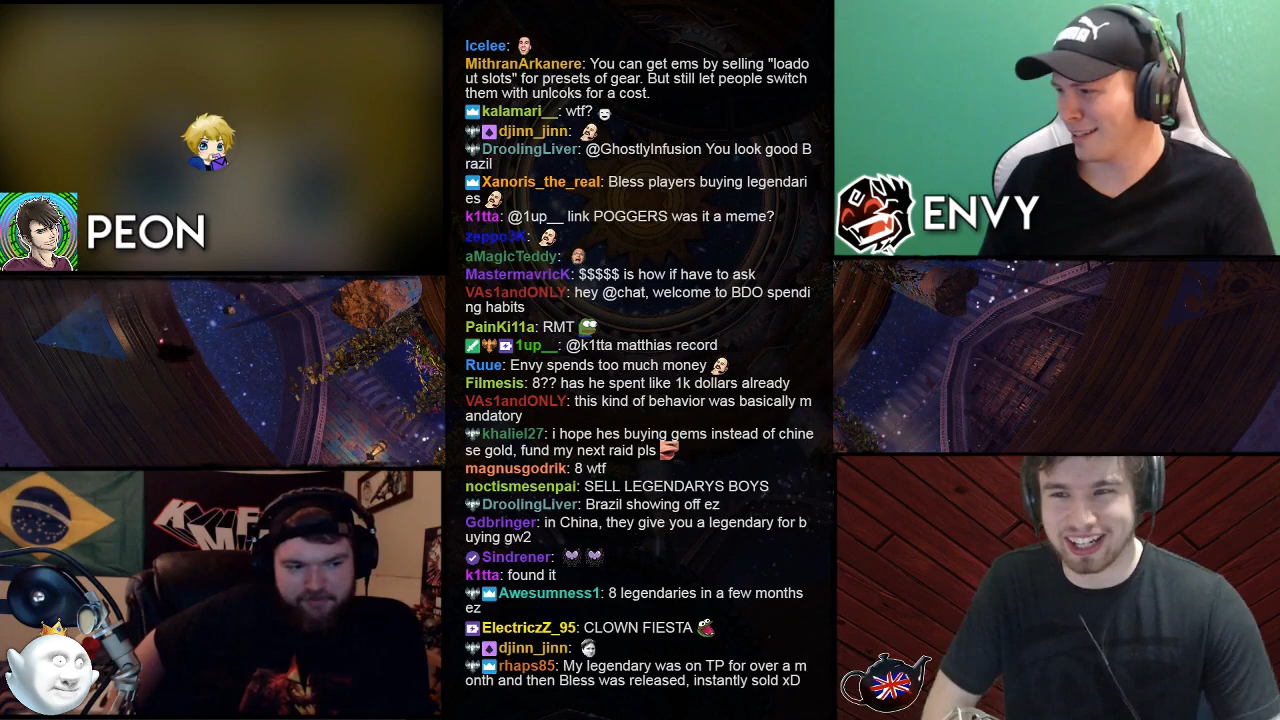 PEON
ENVY
PUMA
Icelee:
MithranArkanere: You can get ems by selling "loado
ut slots" for presets of gear. But still let people switch
them with unlcoks for a cost.
kalamari__: wtf?
djinn_jinn:
DroolingLiver: @GhostlyInfusion You look good B
razil
Xanoris_the_real: Bless players buying legendari
es
k1tta: @1up__ link POGGERS was it a meme?
zeppo3K:
aMagicTeddy:
MastermavricK: $$$$$ is how if have to ask
VAs1andONLY: hey @chat, welcome to BDO spendi
ng habits
PainKi11a: RMT
1up__: @k1tta matthias record
Ruue: Envy spends too much money
Filmesis: 8?? has he spent like 1k dollars already
VAs1andONLY: this kind of behavior was basically m
andatory
khaliel27: i hope hes buying gems instead of chine
se gold, fund my next raid pls
magnusgodrik: 8 wtf
noctismesenpai: SELL LEGENDARYS BOYS
DroolingLiver: Brazil showing off ez
Gdbringer: in China, they give you a legendary for b
uying gw2
Sindrener:
k1tta: found it
Awesumness1: 8 legendaries in a few months
ez
ElectriczZ_95: CLOWN FIESTA
djinn_jinn:
rhaps85: My legendary was on TP for over a m
onth and then Bless was released, instantly sold xD